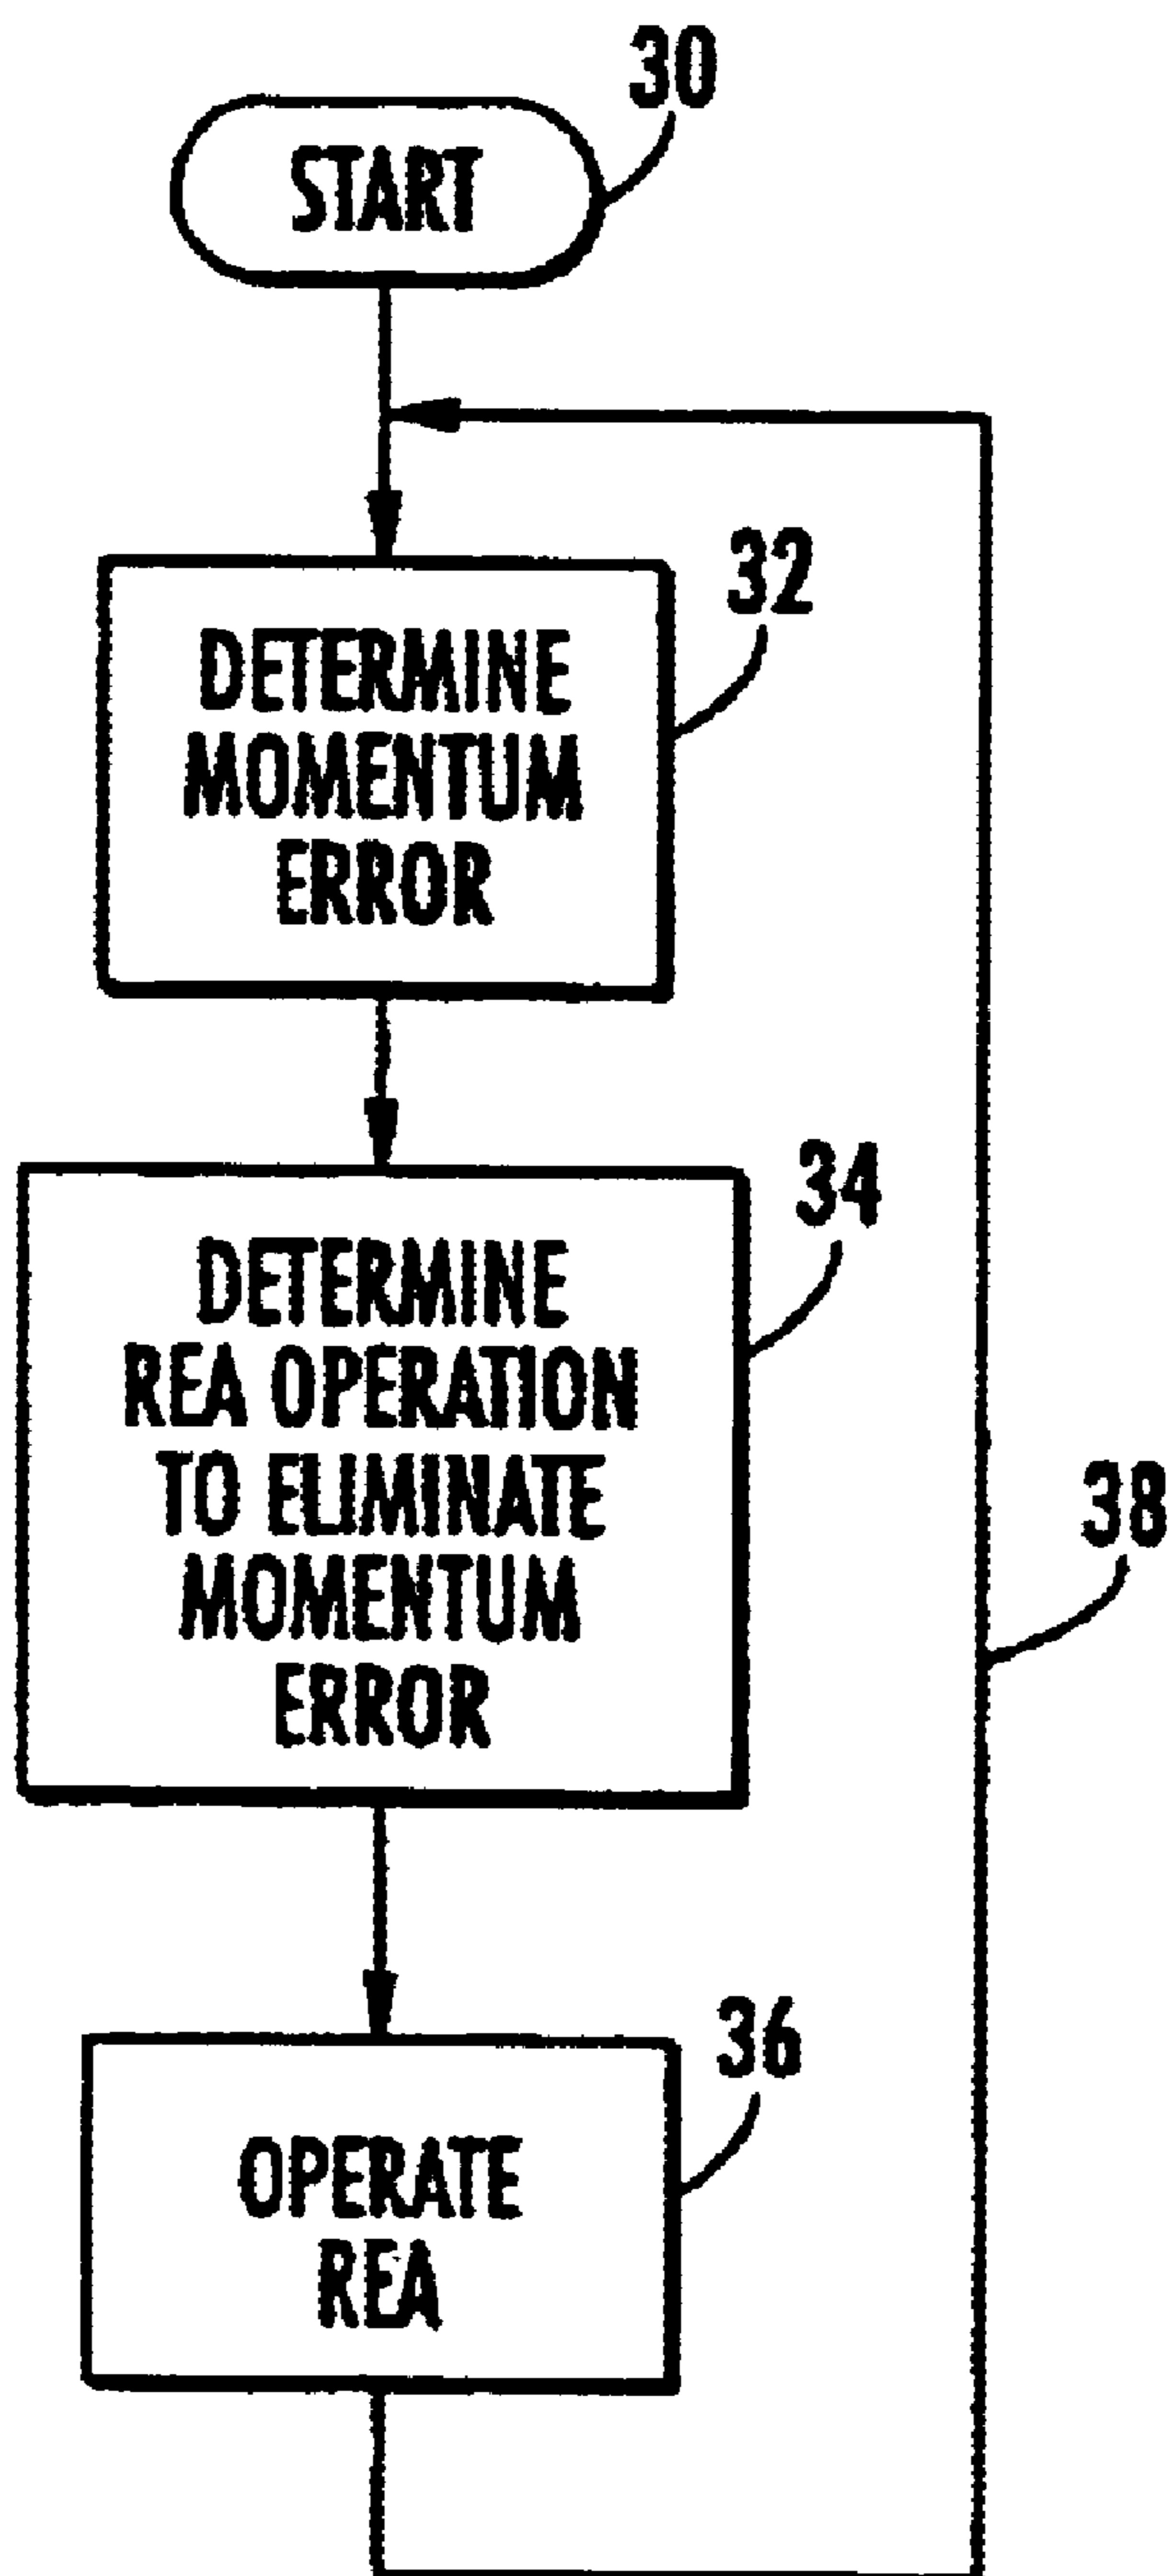 30
START
32
DETERMINE
MOMENTUM
ERROR
34
DETERMINE
REA OPERATION
TO ELIMINATE
MOMENTUM
ERROR
38
36
OPERATE
REA